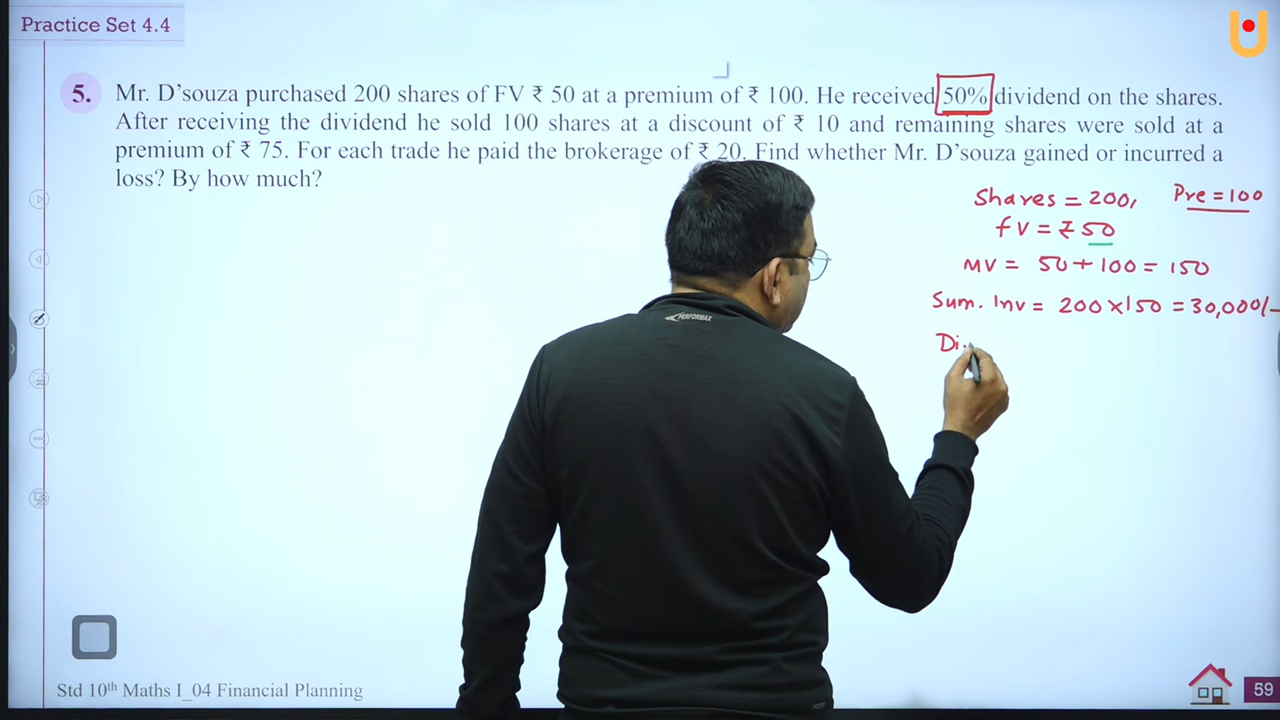 Practice Set 4.4
5. Mr. D'souza purchased 200 shares of FV ₹ 50 at a premium of ₹ 100. He received 50% dividend on the shares.
After receiving the dividend he sold 100 shares at a discount of ₹ 10 and remaining shares were sold at a
premium of ₹ 75. For each trade he paid the brokerage of ₹ 20. Find whether Mr. D'souza gained or incurred a
loss? By how much?
Shares = 200, Pre = 100
FV = ₹ 50
MV = 50 + 100 = 150
Sum. Inv = 200 × 150 = 30,000/-
Di
PERFORMAX
Std 10th Maths I_04 Financial Planning
59